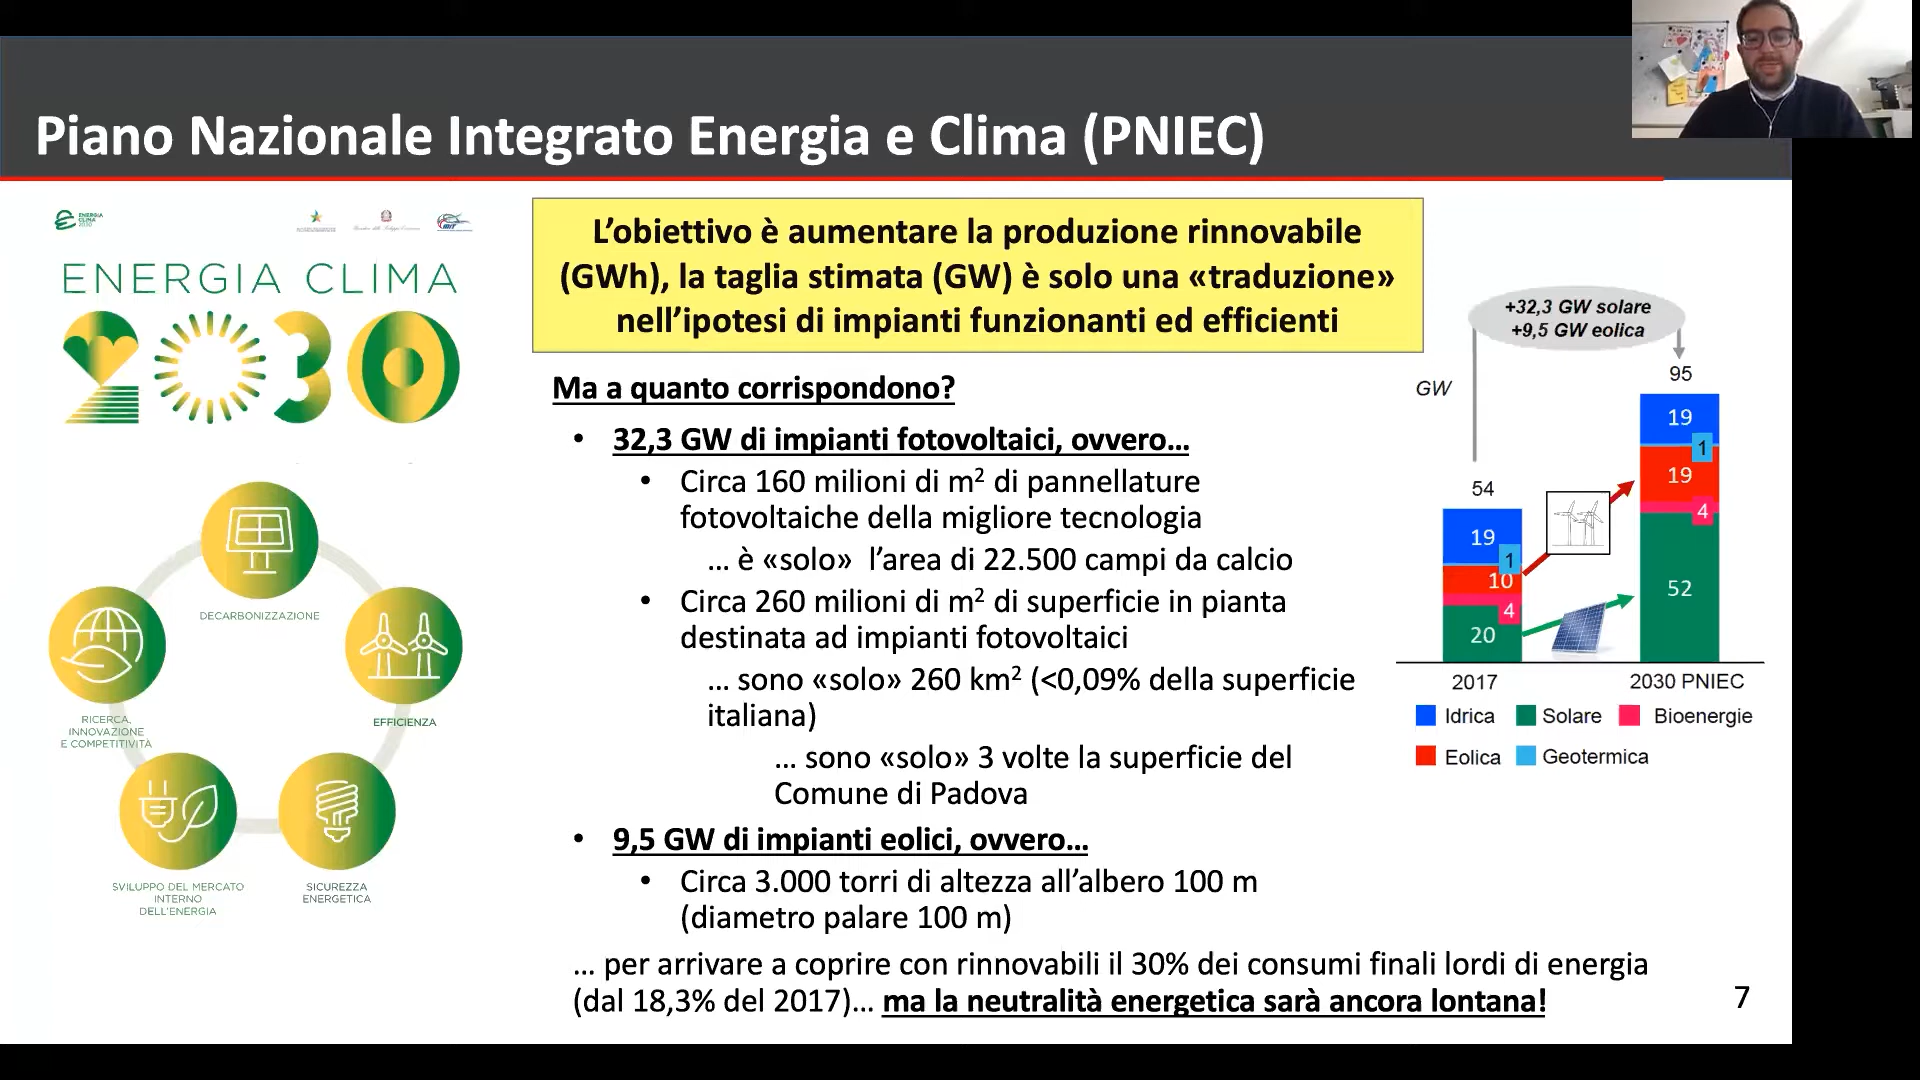 Piano Nazionale Integrato Energia e Clima (PNIEC)
ENERGIA
CLIMA
2030
ENERGIA CLIMA
2030
DECARBONIZZAZIONE
EFFICIENZA
RICERCA,
INNOVAZIONE
E COMPETITIVITÀ
SVILUPPO DEL MERCATO
INTERNO
DELL'ENERGIA
SICUREZZA
ENERGETICA
L'obiettivo è aumentare la produzione rinnovabile
(GWh), la taglia stimata (GW) è solo una «traduzione»
nell'ipotesi di impianti funzionanti ed efficienti
Ma a quanto corrispondono?
• 32,3 GW di impianti fotovoltaici, ovvero...
• Circa 160 milioni di m² di pannellature
fotovoltaiche della migliore tecnologia
... è «solo» l'area di 22.500 campi da calcio
• Circa 260 milioni di m² di superficie in pianta
destinata ad impianti fotovoltaici
... sono «solo» 260 km² (<0,09% della superficie
italiana)
... sono «solo» 3 volte la superficie del
Comune di Padova
• 9,5 GW di impianti eolici, ovvero...
• Circa 3.000 torri di altezza all'albero 100 m
(diametro palare 100 m)
... per arrivare a coprire con rinnovabili il 30% dei consumi finali lordi di energia
(dal 18,3% del 2017)... ma la neutralità energetica sarà ancora lontana!
+32,3 GW solare
+9,5 GW eolica
GW
95
19
1
19
4
52
54
19
1
10
4
20
2017
2030 PNIEC
Idrica
Solare
Bioenergie
Eolica
Geotermica
7